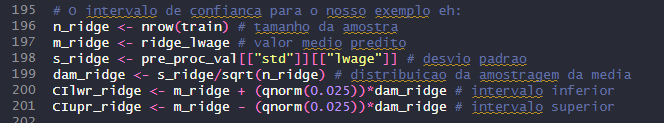 195 # O intervalo de confianca para o nosso exemplo eh:
196 n_ridge <- nrow(train) # tamanho da amostra
197 m_ridge <- ridge_lwage # valor medio predito
198 s_ridge <- pre_proc_val[["std"]][["lwage"]] # desvio padrao
199 dam_ridge <- s_ridge/sqrt(n_ridge) # distribuicao da amostragem da media
200 CIlwr_ridge <- m_ridge + (qnorm(0.025))*dam_ridge # intervalo inferior
201 CIupr_ridge <- m_ridge - (qnorm(0.025))*dam_ridge # intervalo superior
202